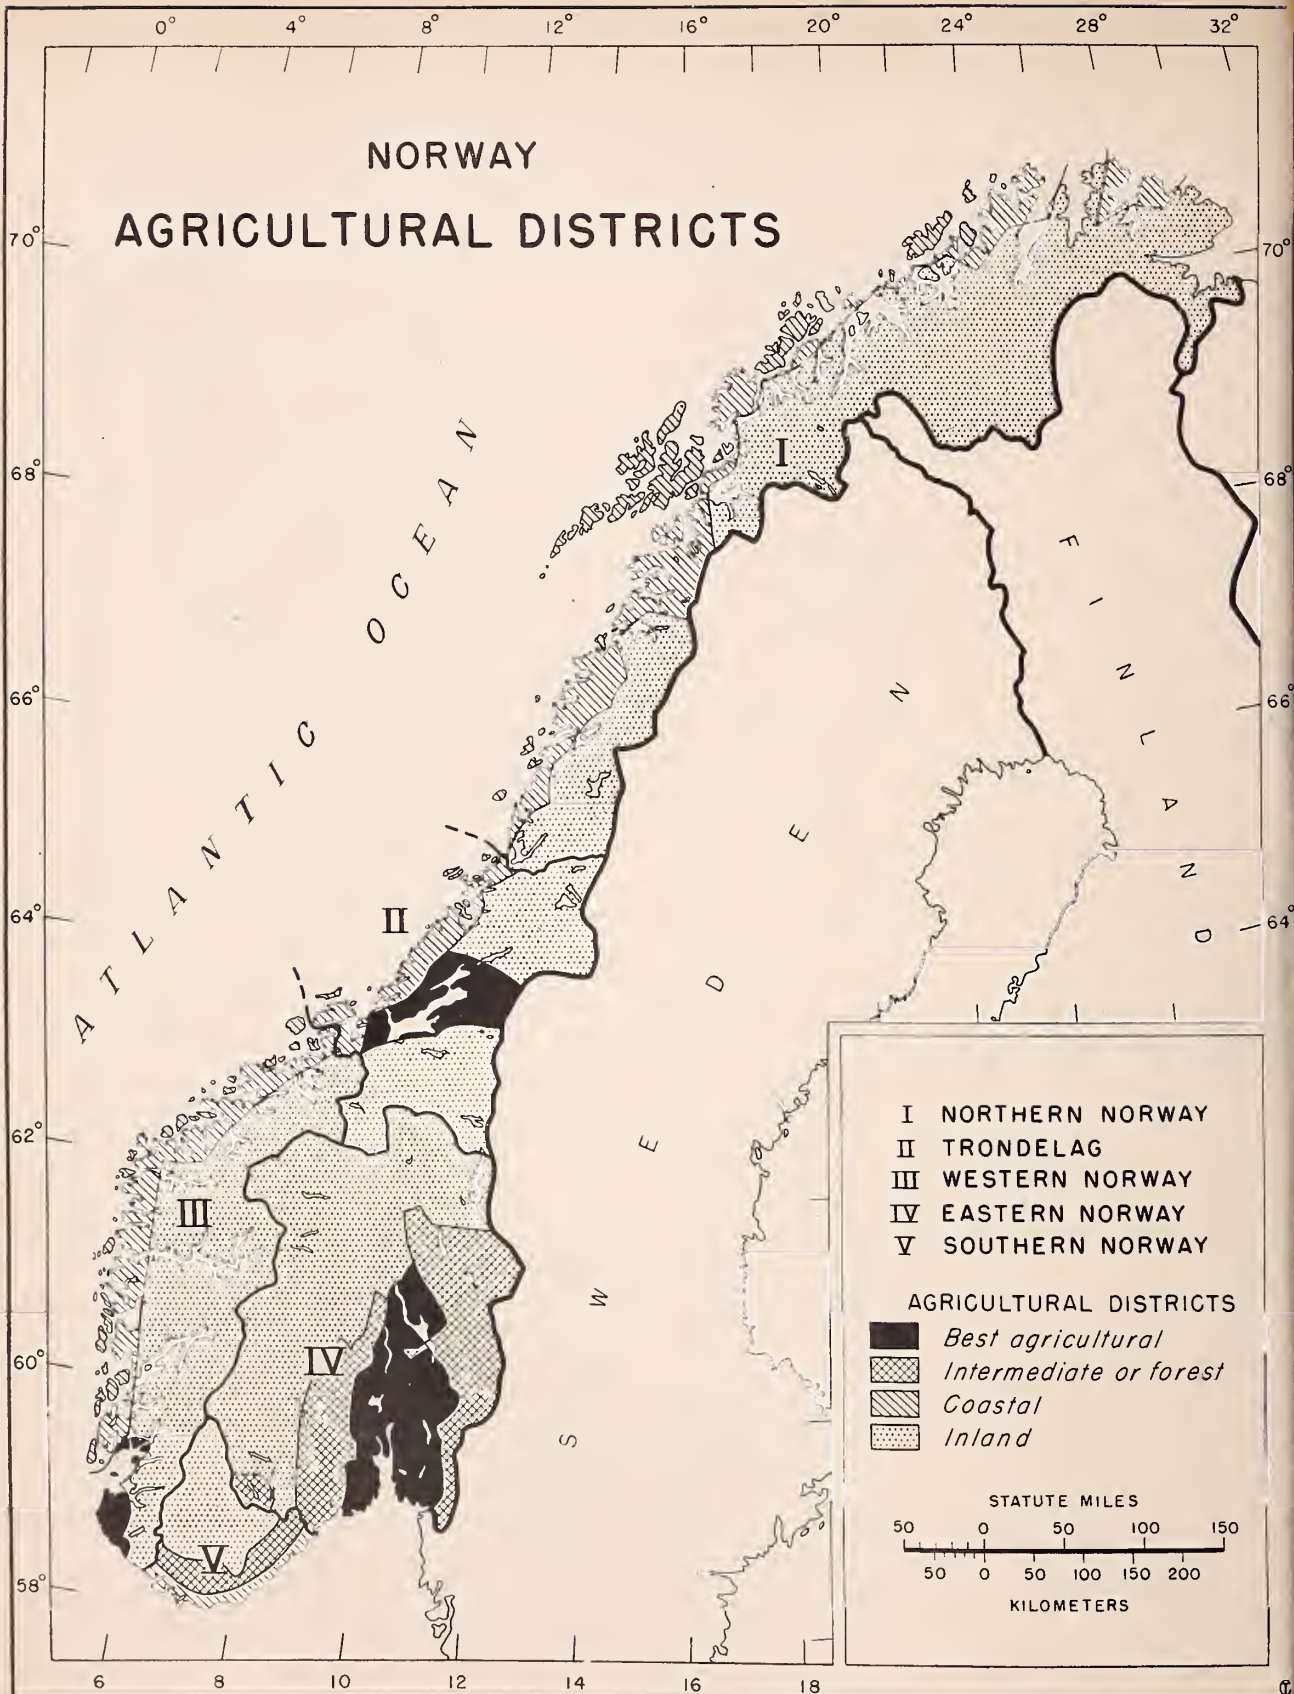 0° 4° 8° 12° 16° 20° 24° 28° 32°
NORWAY
AGRICULTURAL DISTRICTS
70° 70°
68° 68°
66° 66°
64° 64°
62°
60°
58°
ATLANTIC OCEAN
FINLAND
SWEDEN
I
II
III
IV
V
I NORTHERN NORWAY
II TRONDELAG
III WESTERN NORWAY
IV EASTERN NORWAY
V SOUTHERN NORWAY
AGRICULTURAL DISTRICTS
Best agricultural
Intermediate or forest
Coastal
Inland
STATUTE MILES
50 0 50 100 150
50 0 50 100 150 200
KILOMETERS
6 8 10 12 14 16 18